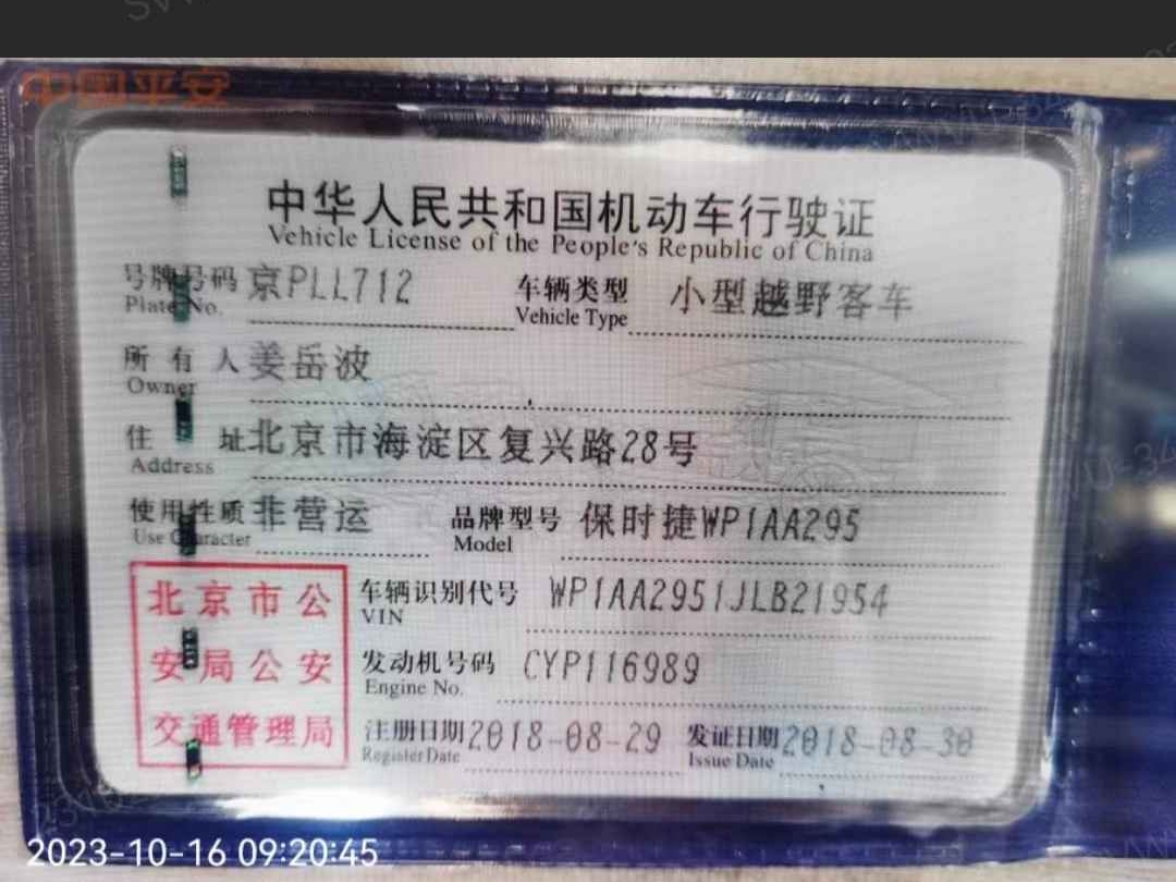 中国平安
中华人民共和国机动车行驶证
Vehicle License of the People's Republic of China
号牌号码 京PLL712 车辆类型 小型越野客车
Plate No. Vehicle Type
所有人 姜岳波
Owner
住址 北京市海淀区复兴路28号
Address
使用性质 非营运 品牌型号 保时捷WP1AA295
Use Character Model
北京市公 车辆识别代号 WP1AA2951JLB21954
VIN
安局公安 发动机号码 CYP116989
Engine No.
交通管理局 注册日期 2018-08-29 发证日期 2018-08-30
Register Date Issue Date
2023-10-16 09:20:45